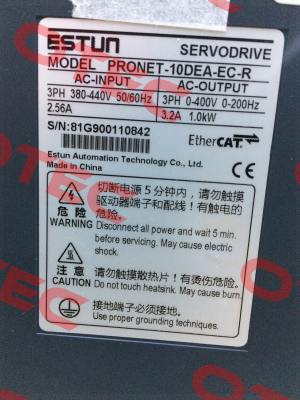 ESTUN SERVODRIVE
MODEL PRONET-10DEA-EC-R
AC-INPUT AC-OUTPUT
3PH 380-440V 50/60Hz 3PH 0-400V 0-200Hz
2.56A 3.2A 1.0kW
S/N:81G900110842 EtherCAT.
Estun Automation Technology Co., Ltd.
Made in China
切断电源5分钟内，请勿触摸
驱动器端子和配线！有触电的
危险 危险。
WARNING Disconnect all power and wait 5 min.
before servicing. May cause electric
shock.
注意 请勿触摸散热片！有烫伤危险。
CAUTION Do not touch heatsink. May cause
burn.
接地端子必须接地。
Use proper grounding techniques.
OTEC